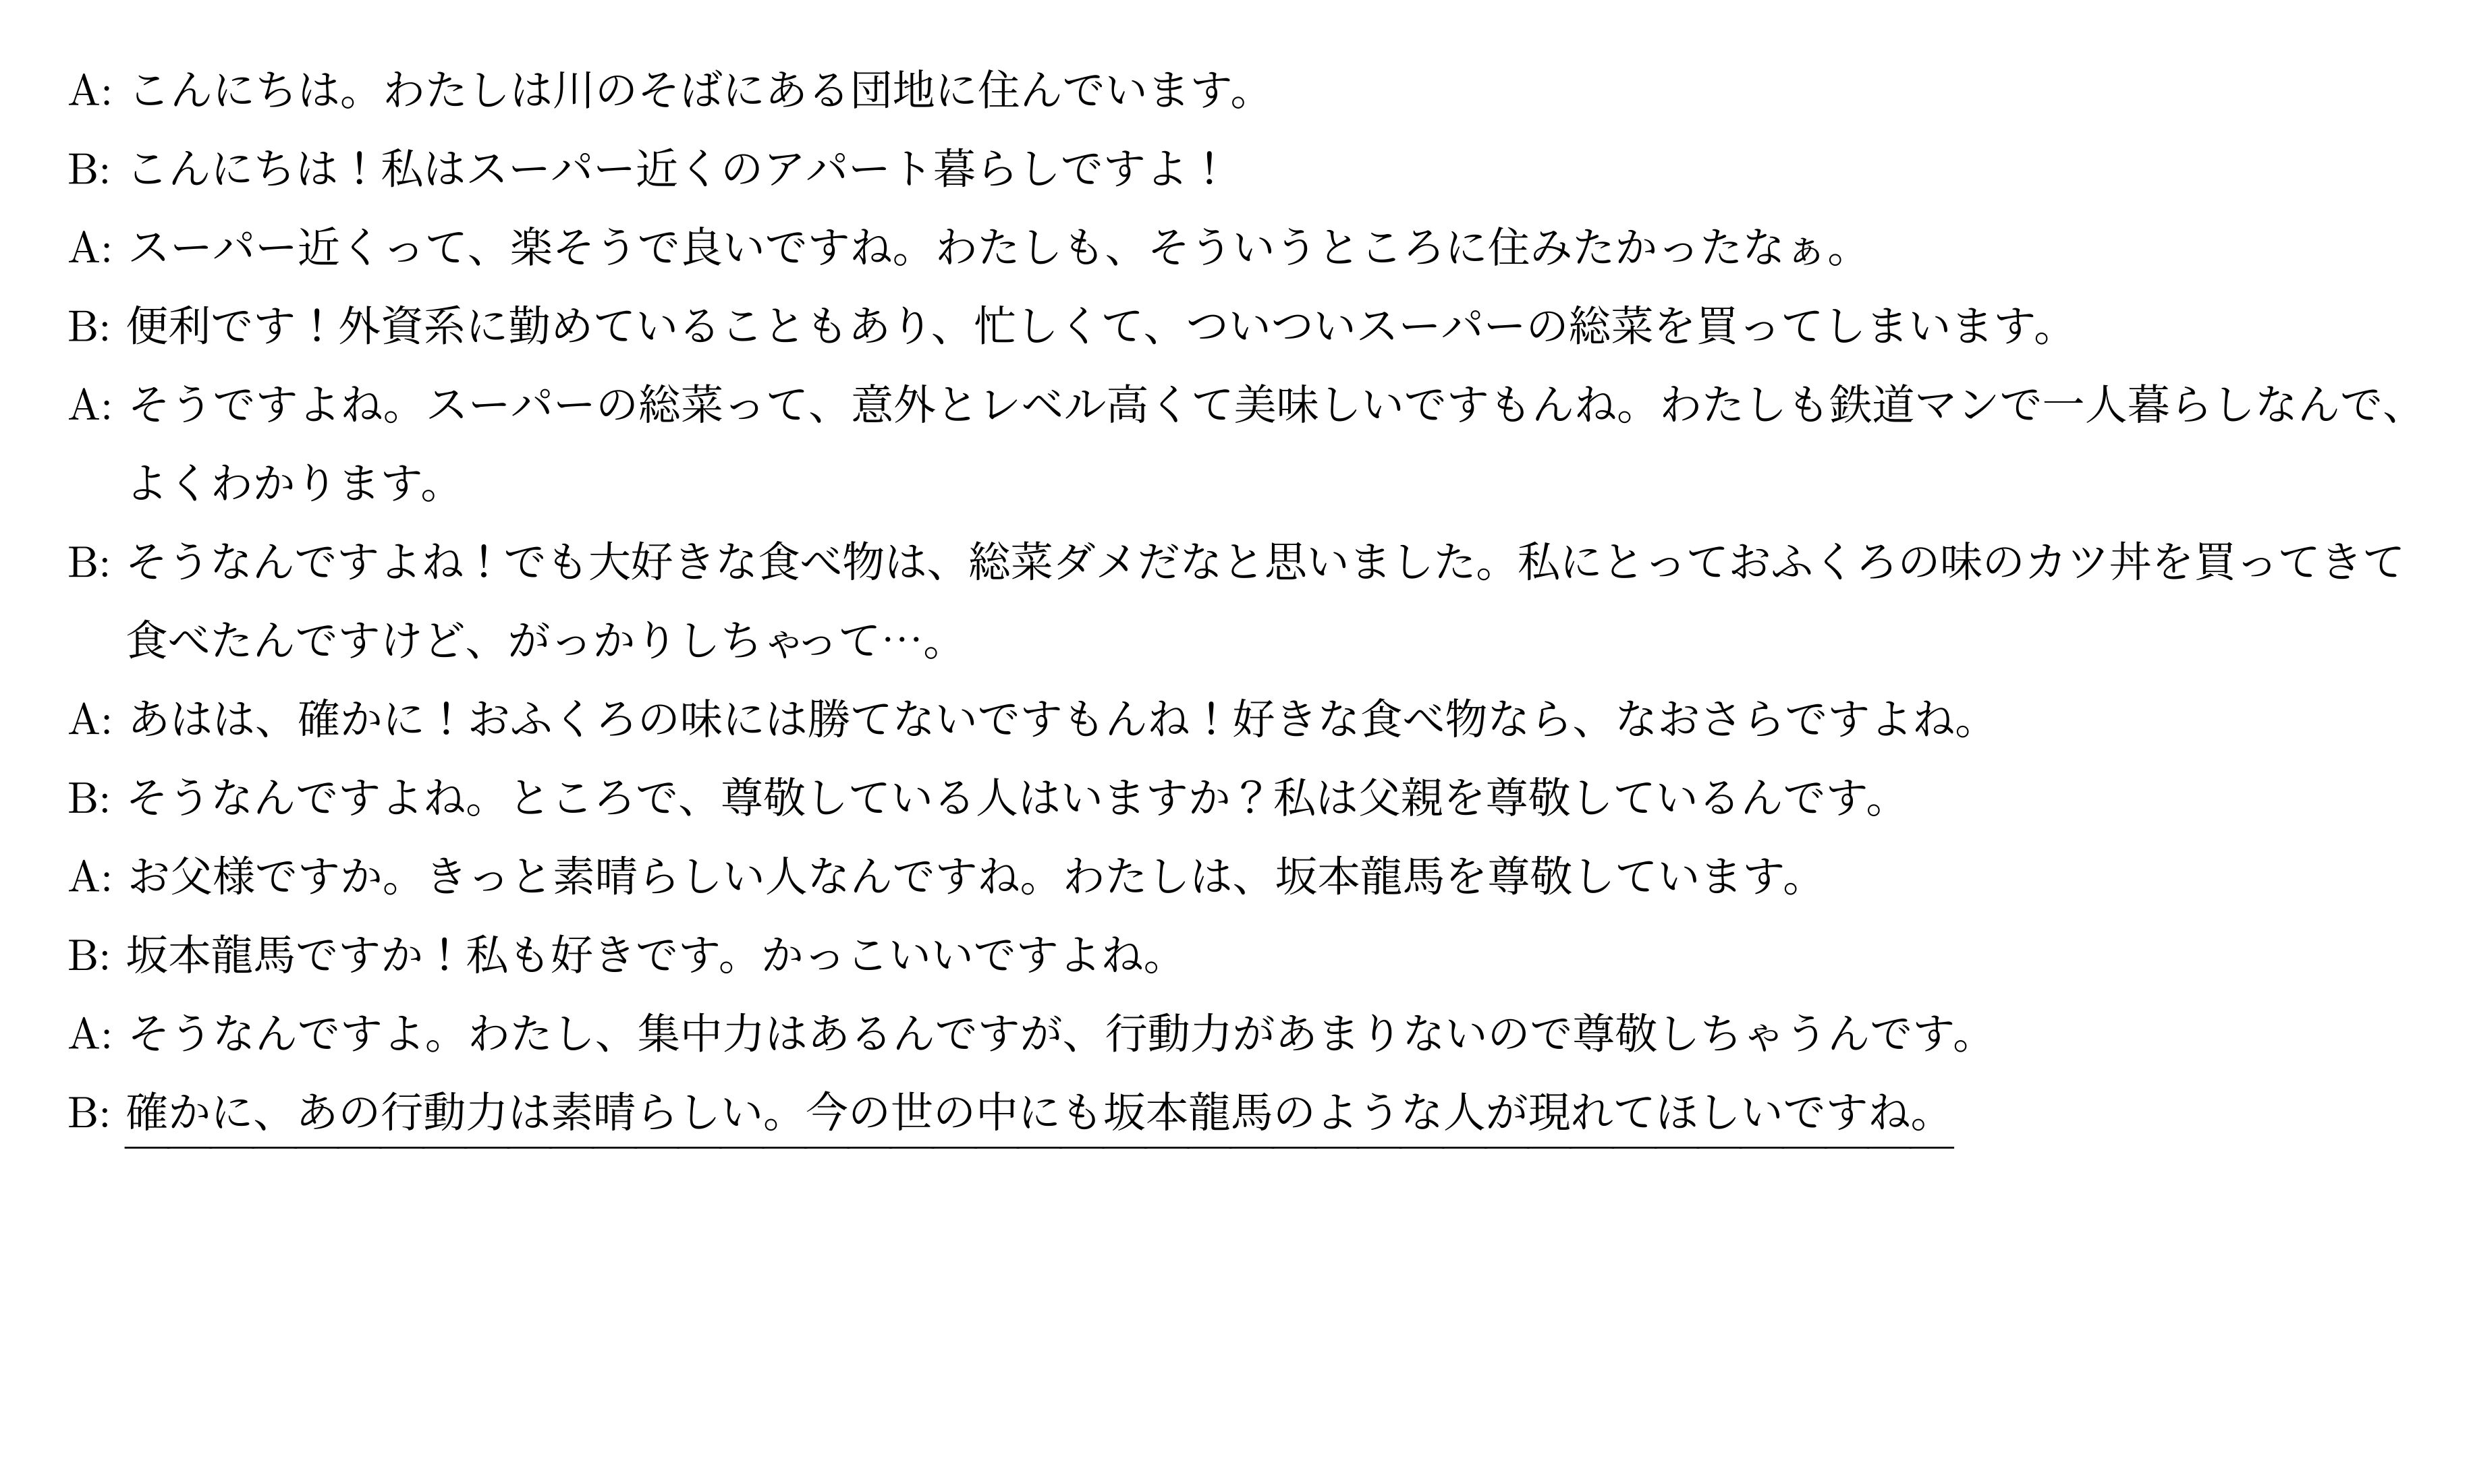 A: こんにちは。わたしは川のそばにある団地に住んでいます。
B: こんにちは！私はスーパー近くのアパート暮らしですよ！
A: スーパー近くって、楽そうで良いですね。わたしも、そういうところに住みたかったなぁ。
B: 便利です！外資系に勤めていることもあり、忙しくて、ついついスーパーの総菜を買ってしまいます。
A: そうですよね。スーパーの総菜って、意外とレベル高くて美味しいですもんね。わたしも鉄道マンで一人暮らしなんで、
よくわかります。
B: そうなんですよね！でも大好きな食べ物は、総菜ダメだなと思いました。私にとっておふくろの味のカツ丼を買ってきて
食べたんですけど、がっかりしちゃって…。
A: あはは、確かに！おふくろの味には勝てないですもんね！好きな食べ物なら、なおさらですよね。
B: そうなんですよね。ところで、尊敬している人はいますか？私は父親を尊敬しているんです。
A: お父様ですか。きっと素晴らしい人なんですね。わたしは、坂本龍馬を尊敬しています。
B: 坂本龍馬ですか！私も好きです。かっこいいですよね。
A: そうなんですよ。わたし、集中力はあるんですが、行動力があまりないので尊敬しちゃうんです。
B: 確かに、あの行動力は素晴らしい。今の世の中にも坂本龍馬のような人が現れてほしいですね。